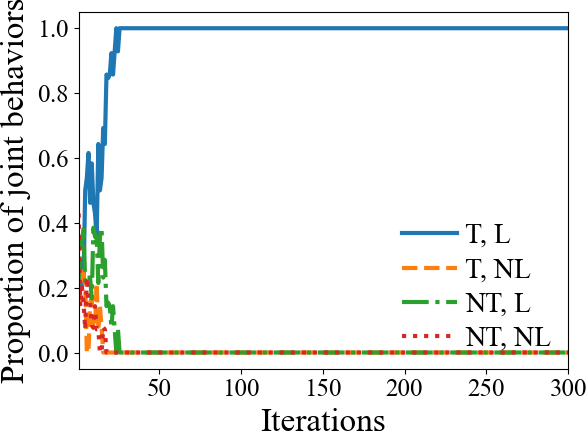 Proportion of joint behaviors
1.0
0.8
0.6
0.4
0.2
0.0
T, L
T, NL
NT, L
NT, NL
50
100
150
200
250
300
Iterations